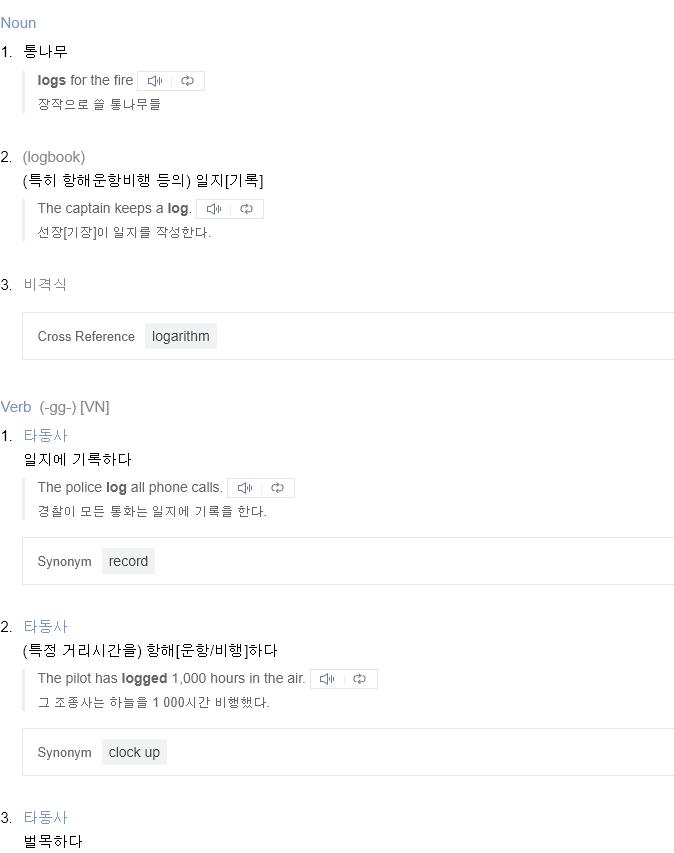 Noun
1. 통나무
logs for the fire
장작으로 쓸 통나무들
2. (logbook)
(특히 항해운항비행 등의) 일지[기록]
The captain keeps a log.
선장[기장]이 일지를 작성한다.
3. 비격식
Cross Reference logarithm
Verb (-gg-) [VN]
1. 타동사
일지에 기록하다
The police log all phone calls.
경찰이 모든 통화는 일지에 기록을 한다.
Synonym record
2. 타동사
(특정 거리시간을) 항해[운항/비행]하다
The pilot has logged 1,000 hours in the air.
그 조종사는 하늘을 1 000시간 비행했다.
Synonym clock up
3. 타동사
벌목하다